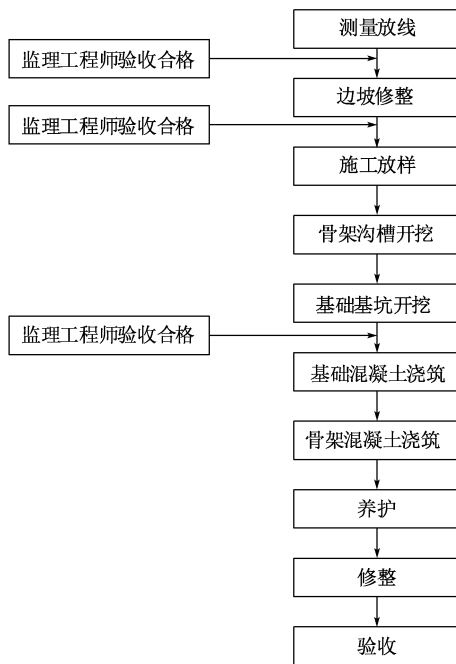 测量放线
监理工程师验收合格
边坡修整
监理工程师验收合格
施工放样
骨架沟槽开挖
基础基坑开挖
监理工程师验收合格
基础混凝土浇筑
骨架混凝土浇筑
养护
修整
验收